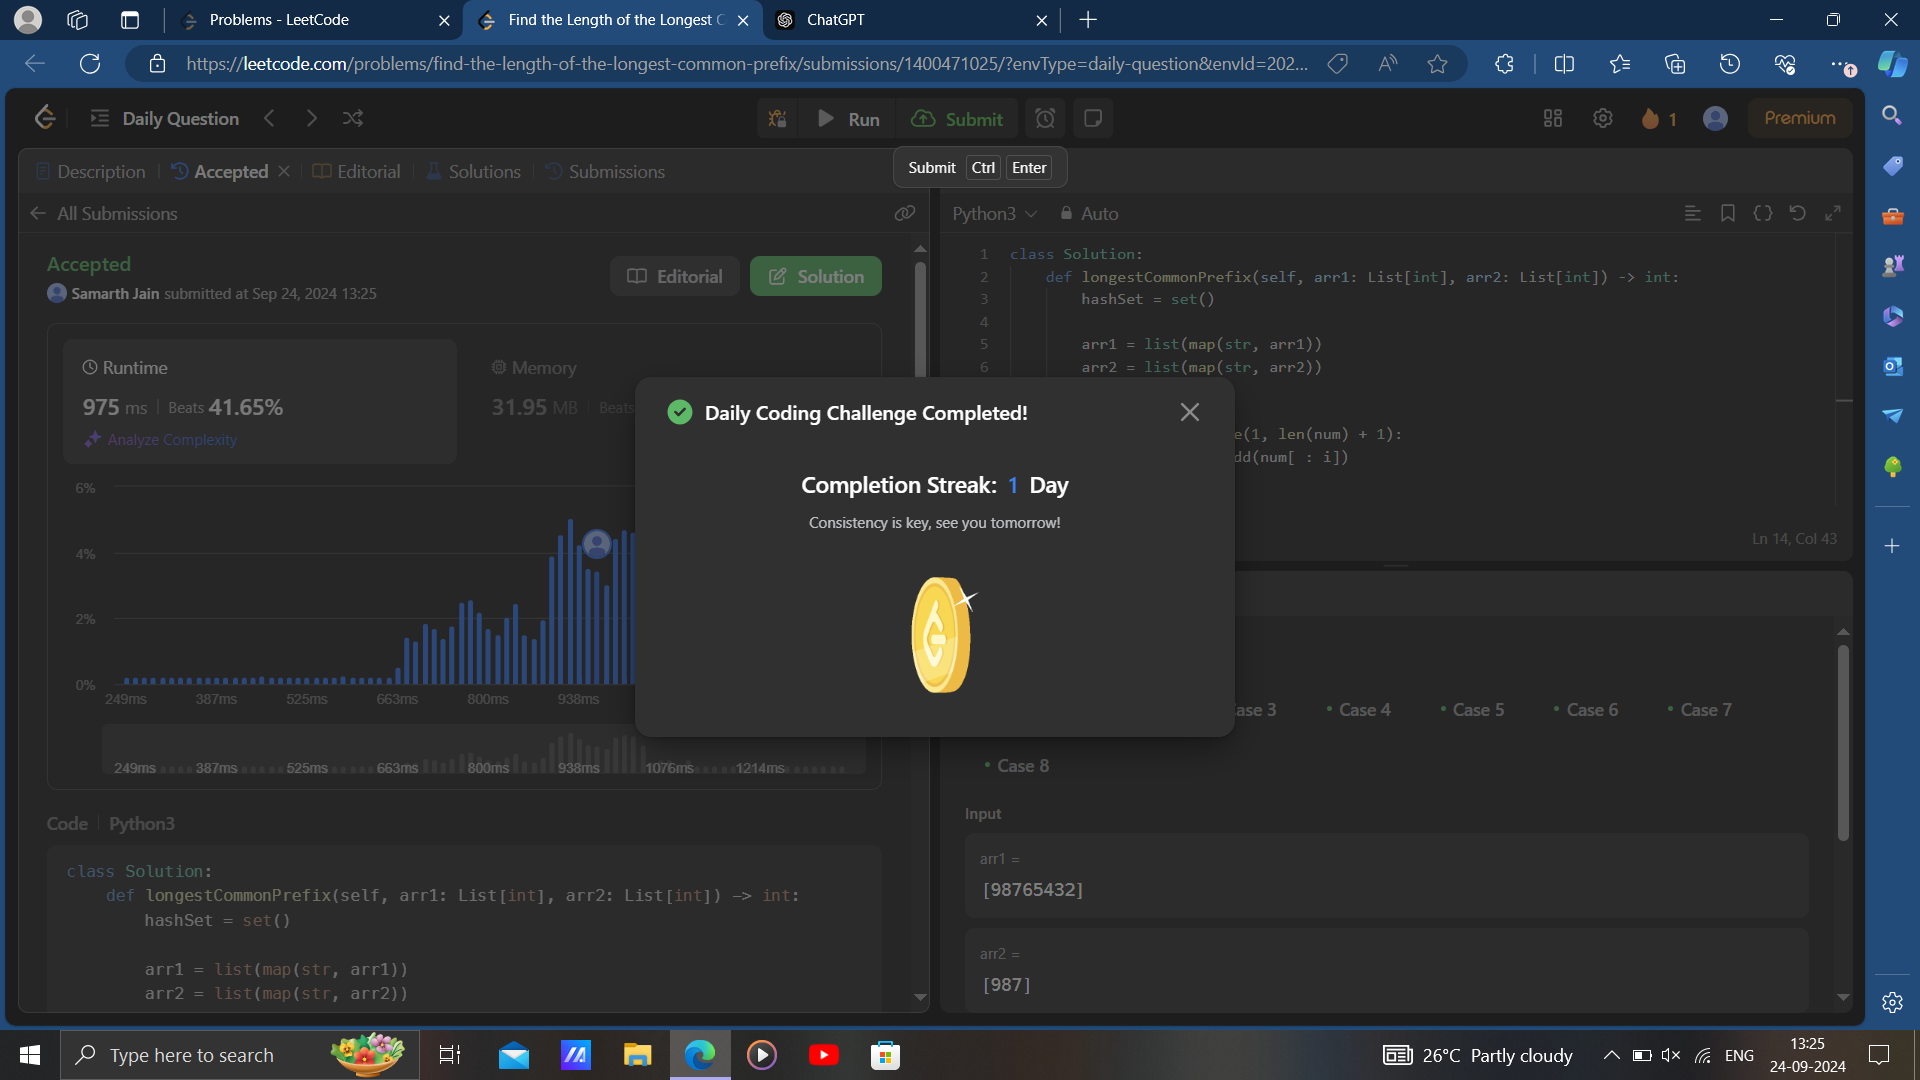 Problems - LeetCode
Find the Length of the Longest C
ChatGPT
https://leetcode.com/problems/find-the-length-of-the-longest-common-prefix/submissions/1400471025/?envType=daily-question&envId=202...
Daily Question
Run
Submit
1
Premium
Submit Ctrl Enter
Description
Accepted
Editorial
Solutions
Submissions
All Submissions
Accepted
Samarth Jain submitted at Sep 24, 2024 13:25
Editorial
Solution
Runtime
975 ms | Beats 41.65%
Analyze Complexity
Memory
31.95 MB | Beats
6%
4%
2%
0%
249ms 387ms 525ms 663ms 800ms 938ms
249ms 387ms 525ms 663ms 800ms 938ms 1076ms 1214ms
Code | Python3
class Solution:
def longestCommonPrefix(self, arr1: List[int], arr2: List[int]) -> int:
hashSet = set()
arr1 = list(map(str, arr1))
arr2 = list(map(str, arr2))
Daily Coding Challenge Completed!
Completion Streak: 1 Day
Consistency is key, see you tomorrow!
Python3
Auto
1 class Solution:
2 def longestCommonPrefix(self, arr1: List[int], arr2: List[int]) -> int:
3 hashSet = set()
4
5 arr1 = list(map(str, arr1))
6 arr2 = list(map(str, arr2))
e(1, len(num) + 1):
dd(num[ : i])
Ln 14, Col 43
ase 3
• Case 4
• Case 5
• Case 6
• Case 7
• Case 8
Input
arr1 =
[98765432]
arr2 =
[987]
Type here to search
26°C Partly cloudy
ENG
13:25
24-09-2024